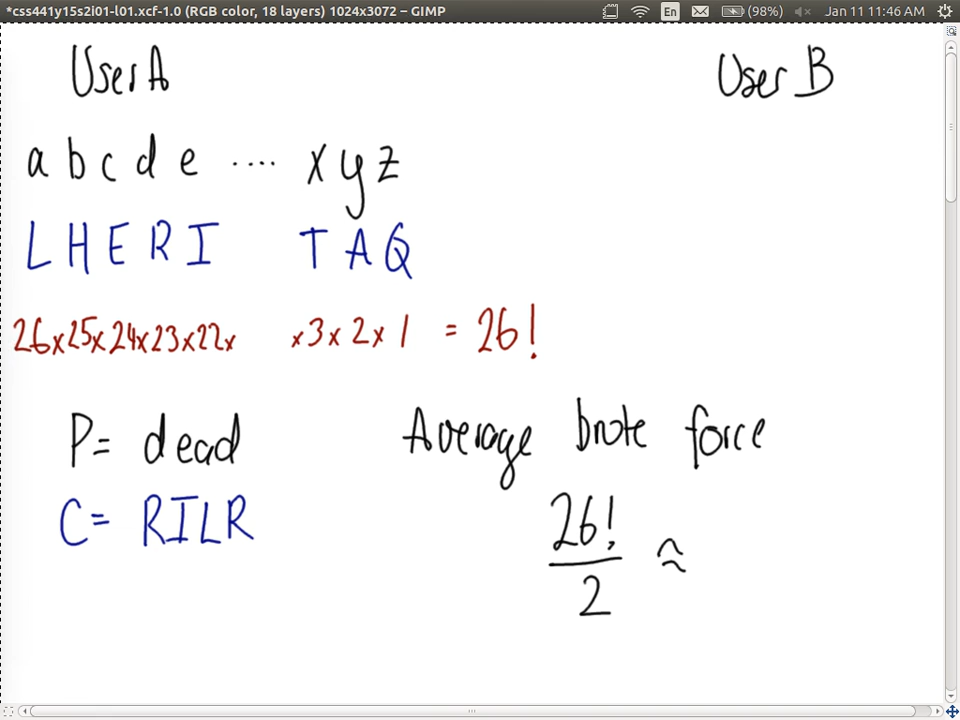 *css441y15s2i01-l01.xcf-1.0 (RGB color, 18 layers) 1024x3072 – GIMP En (98%) Jan 11 11:46 AM
User A User B
a b c d e .... x y z
L H E R I T A Q
26x25x24x23x22x x3x2x1 = 26!
P= dead Average brute force
C= RILR 26!
≈
2